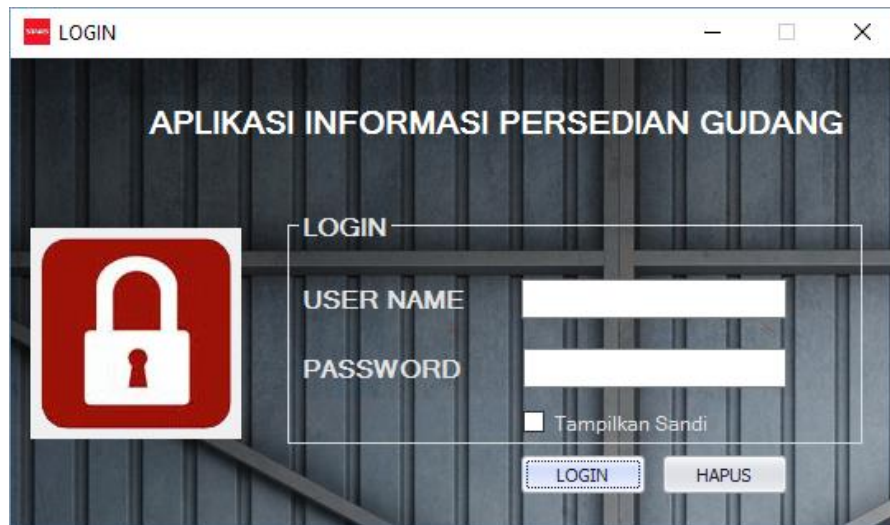 LOGIN
APLIKASI INFORMASI PERSEDIAN GUDANG
LOGIN
USER NAME
PASSWORD
Tampilkan Sandi
LOGIN HAPUS